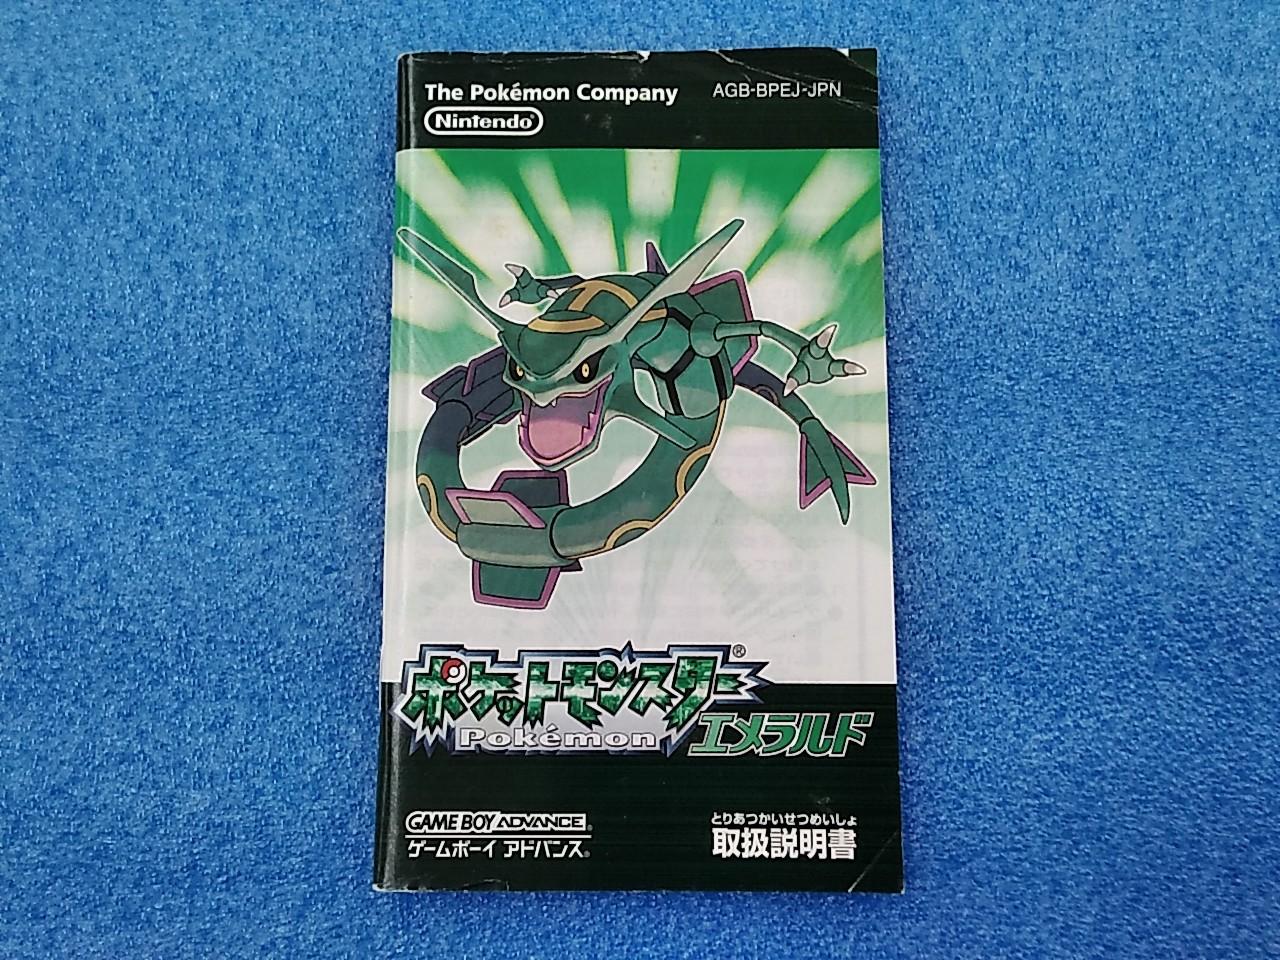 The Pokémon Company
AGB-BPEJ-JPN
Nintendo®
ポケットモンスター®
Pokémon
エメラルド
GAME BOY ADVANCE®
ゲームボーイ アドバンス®
とりあつかいせつめいしょ
取扱説明書